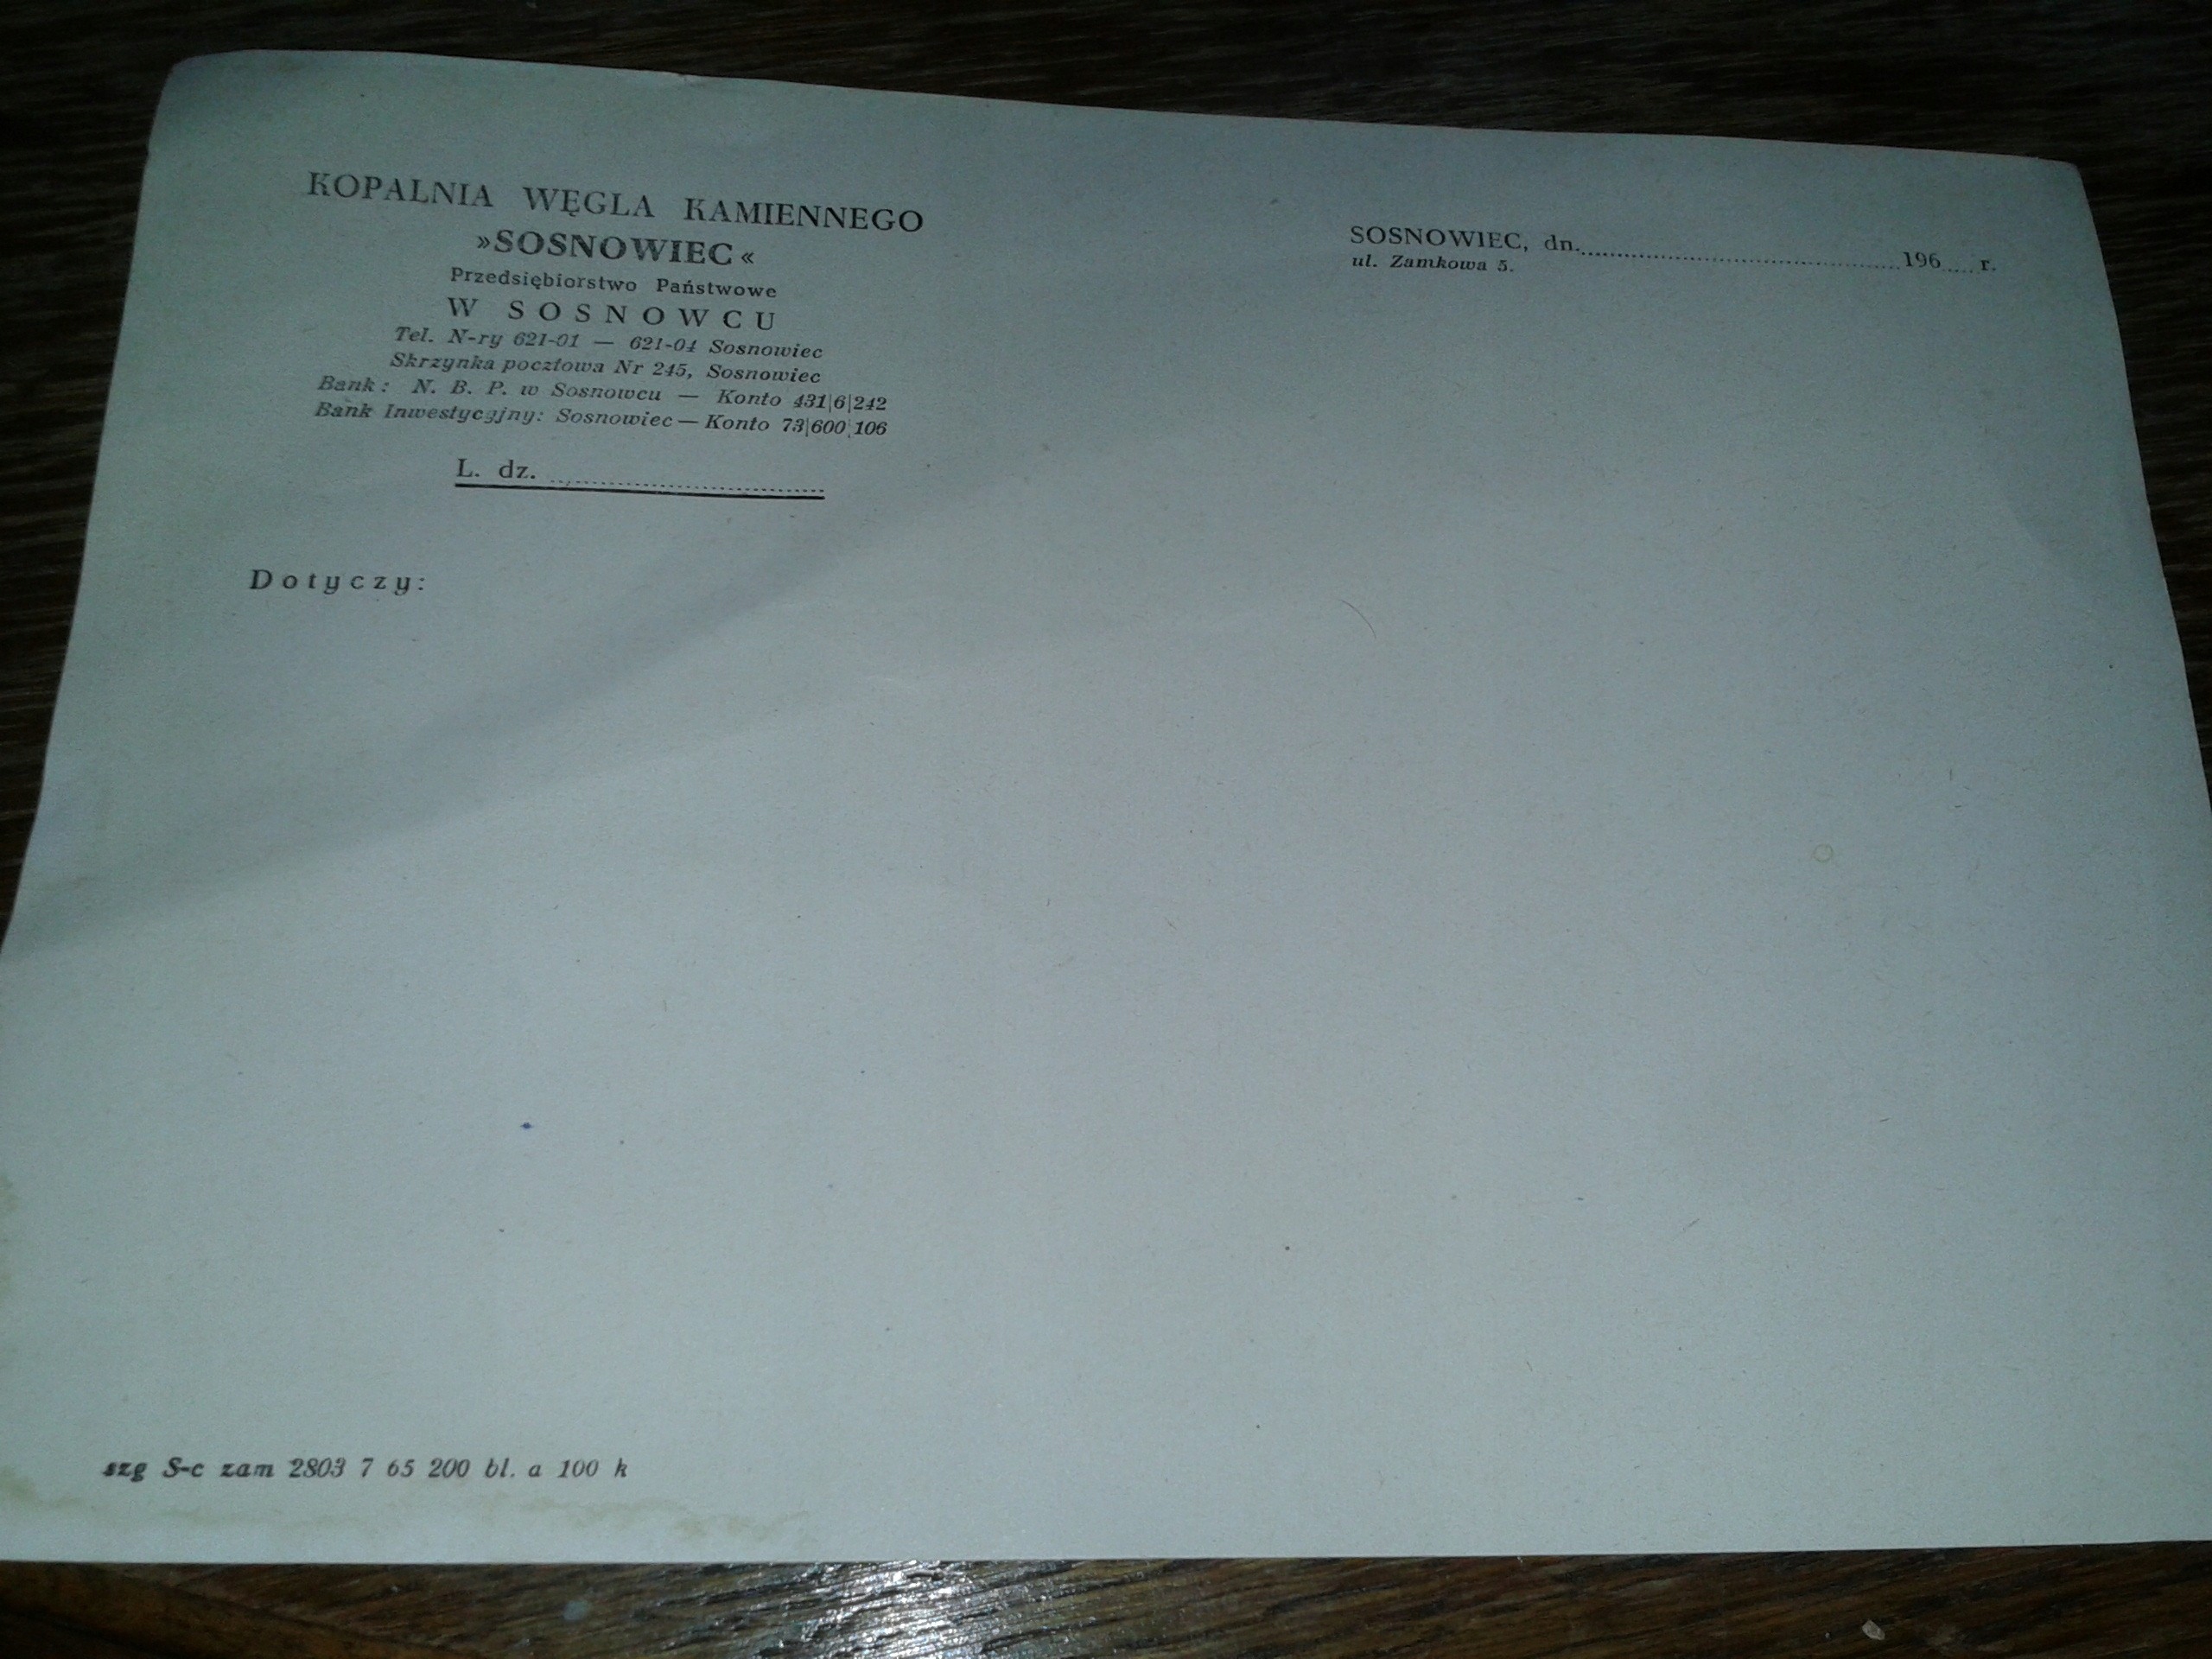 KOPALNIA WĘGLA KAMIENNEGO
»SOSNOWIEC«
Przedsiębiorstwo Państwowe
W SOSNOWCU
Tel. N-ry 621-01 — 621-04 Sosnowiec
Skrzynka pocztowa Nr 245, Sosnowiec
Bank: N. B. P. w Sosnowcu — Konto 431|6|242
Bank Inwestycyjny: Sosnowiec — Konto 73|600|106
L. dz. ..............................
SOSNOWIEC, dn. .............................. 196 ..... r.
ul. Zamkowa 5.
Dotyczy:
szg S-c zam 2803 7 65 200 bl. a 100 k